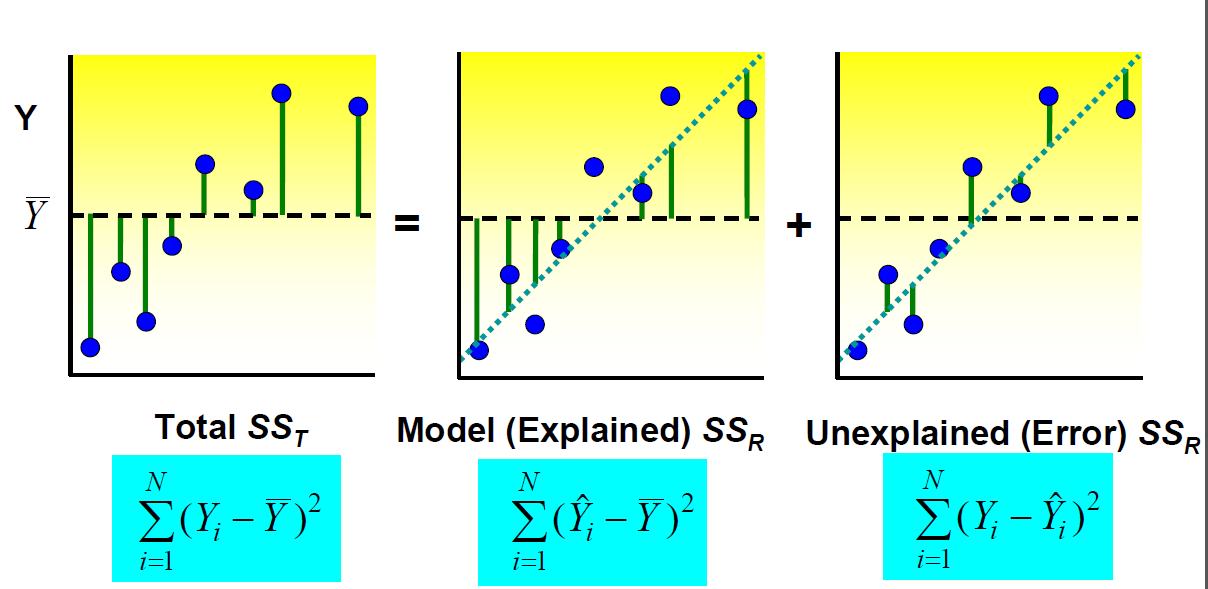 Y
Y̅
=
+
Total SS_T
Model (Explained) SS_R
Unexplained (Error) SS_R
\sum_{i=1}^{N}(Y_i - \overline{Y})^2
\sum_{i=1}^{N}(\hat{Y}_i - \overline{Y})^2
\sum_{i=1}^{N}(Y_i - \hat{Y}_i)^2